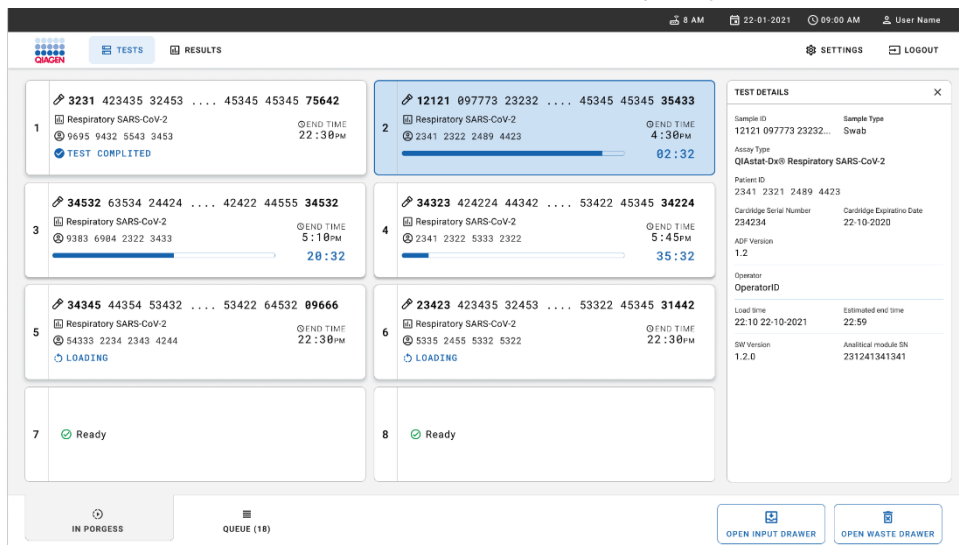 8 AM 22-01-2021 09:00 AM User Name
QIAGEN TESTS RESULTS SETTINGS LOGOUT
1
3231 423435 32453 .... 45345 45345 75642
Respiratory SARS-CoV-2
9695 9432 5543 3453
TEST COMPLITED
END TIME
22:30PM
2
12121 097773 23232 .... 45345 45345 35433
Respiratory SARS-CoV-2
2341 2322 2489 4423
END TIME
4:30PM
02:32
3
34532 63534 24424 .... 42422 44555 34532
Respiratory SARS-CoV-2
9383 6984 2322 3433
END TIME
5:10PM
20:32
4
34323 424224 44342 .... 53422 45345 34224
Respiratory SARS-CoV-2
2341 2322 5333 2322
END TIME
5:45PM
35:32
5
34345 44354 53432 .... 53422 64532 09666
Respiratory SARS-CoV-2
54333 2234 2343 4244
LOADING
END TIME
22:30PM
6
23423 423435 32453 .... 53322 45345 31442
Respiratory SARS-CoV-2
5335 2455 5332 5322
LOADING
END TIME
22:30PM
7 Ready
8 Ready
TEST DETAILS
Sample ID Sample Type
12121 097773 23232... Swab
Assay Type
QIAstat-Dx® Respiratory SARS-CoV-2
Patient ID
2341 2321 2489 4423
Cardridge Serial Number Cardridge Expiratino Date
234234 22-10-2020
ADF Version
1.2
Operator
OperatorID
Load time Estimated end time
22:10 22-10-2021 22:59
SW Version Analitical module SN
1.2.0 231241341341
IN PORGESS QUEUE (18) OPEN INPUT DRAWER OPEN WASTE DRAWER